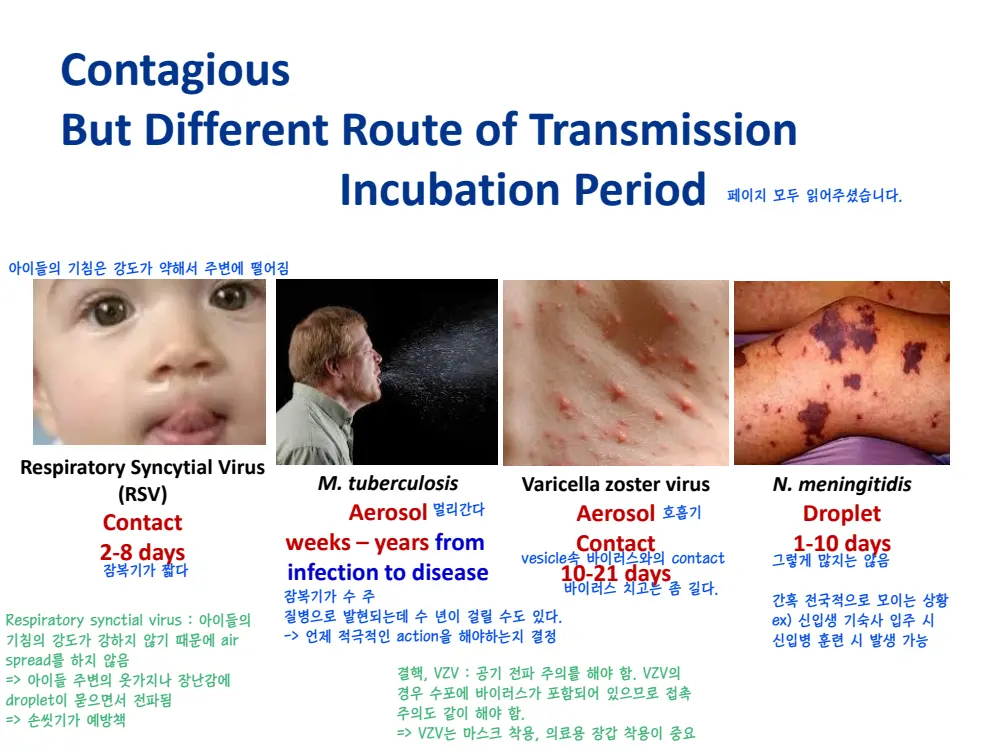 Contagious
But Different Route of Transmission
Incubation Period
페이지 모두 읽어주셨습니다.
아이들의 기침은 강도가 약해서 주변에 떨어짐
Respiratory Syncytial Virus
(RSV)
Contact
2-8 days
잠복기가 짧다
Respiratory synctial virus : 아이들의
기침의 강도가 강하지 않기 때문에 air
spread를 하지 않음
=> 아이들 주변의 옷가지나 장난감에
droplet이 묻으면서 전파됨
=> 손씻기가 예방책
M. tuberculosis
Aerosol 멀리간다
weeks – years from
infection to disease
잠복기가 수 주
질병으로 발현되는데 수 년이 걸릴 수도 있다.
-> 언제 적극적인 action을 해야하는지 결정
Varicella zoster virus
Aerosol 호흡기
Contact
vesicle속 바이러스와의 contact
10-21 days
바이러스 치고는 좀 길다.
결핵, VZV : 공기 전파 주의를 해야 함. VZV의
경우 수포에 바이러스가 포함되어 있으므로 접촉
주의도 같이 해야 함.
=> VZV는 마스크 착용, 의료용 장갑 착용이 중요
N. meningitidis
Droplet
1-10 days
그렇게 많지는 않음
간혹 전국적으로 모이는 상황
ex) 신입생 기숙사 입주 시
신입병 훈련 시 발생 가능